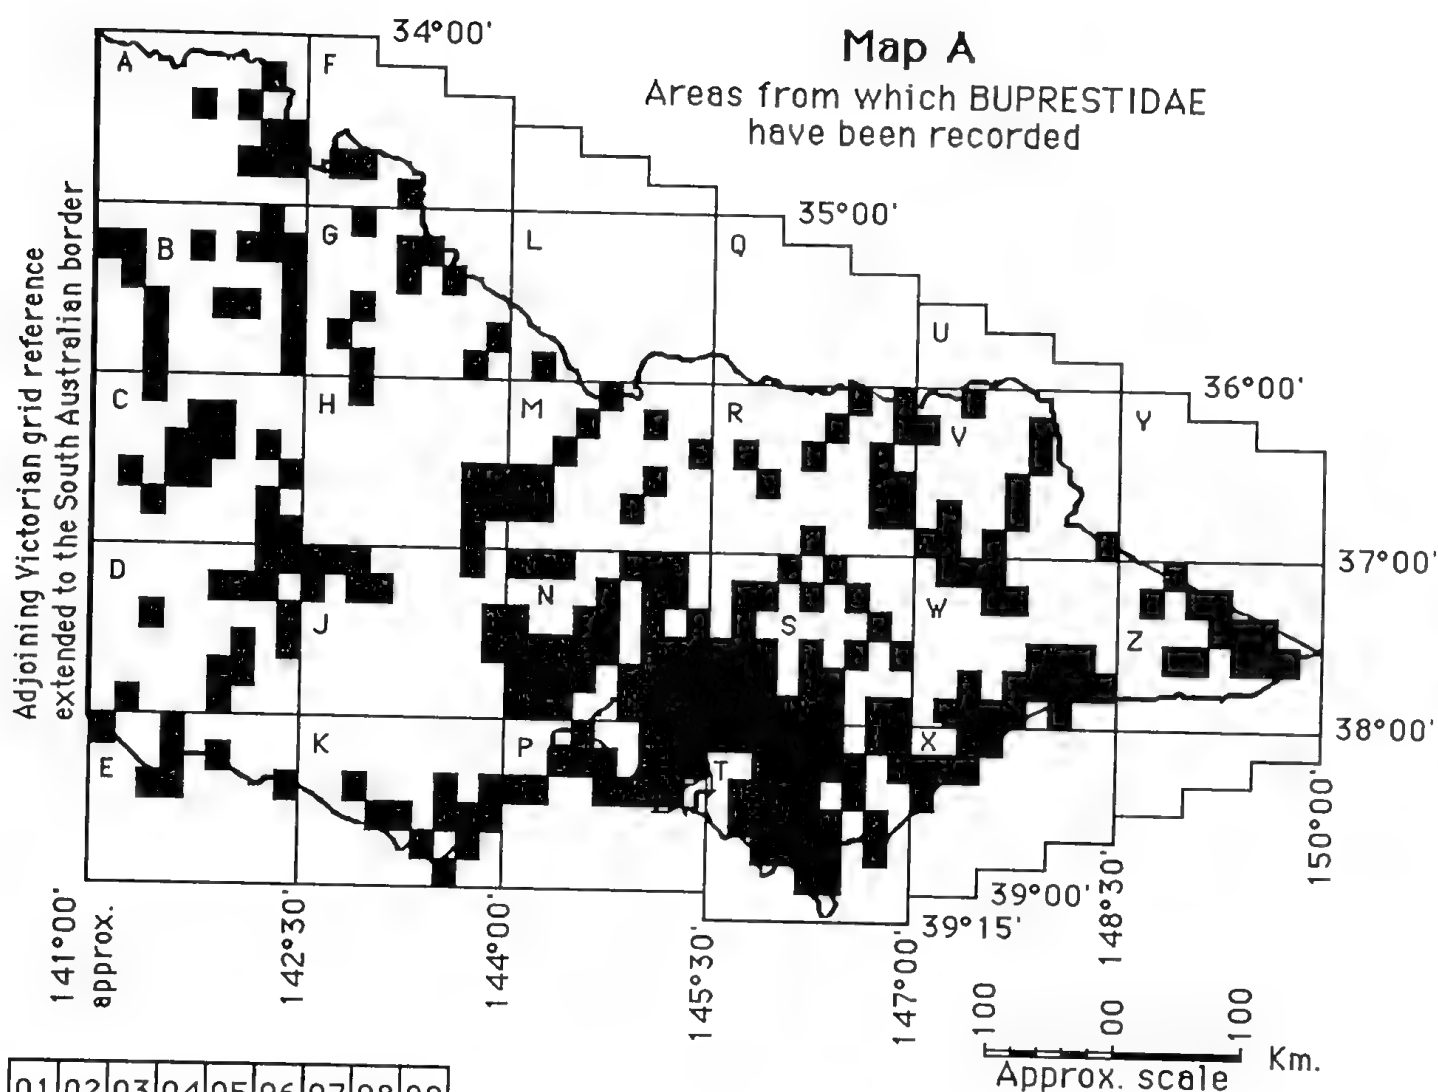 Map A
Areas from which BUPRESTIDAE
have been recorded
34°00'
35°00'
36°00'
37°00'
38°00'
39°00'
39°15'
Adjoining Victorian grid reference
extended to the South Australian border
A
F
B
G
L
Q
U
C
H
M
R
V
Y
D
J
N
S
W
Z
E
K
P
T
X
141°00'
approx.
142°30'
144°00'
145°30'
147°00'
148°30'
150°00'
100
00
100
Km.
Approx. scale
01 02 03 04 05 06 07 08 09